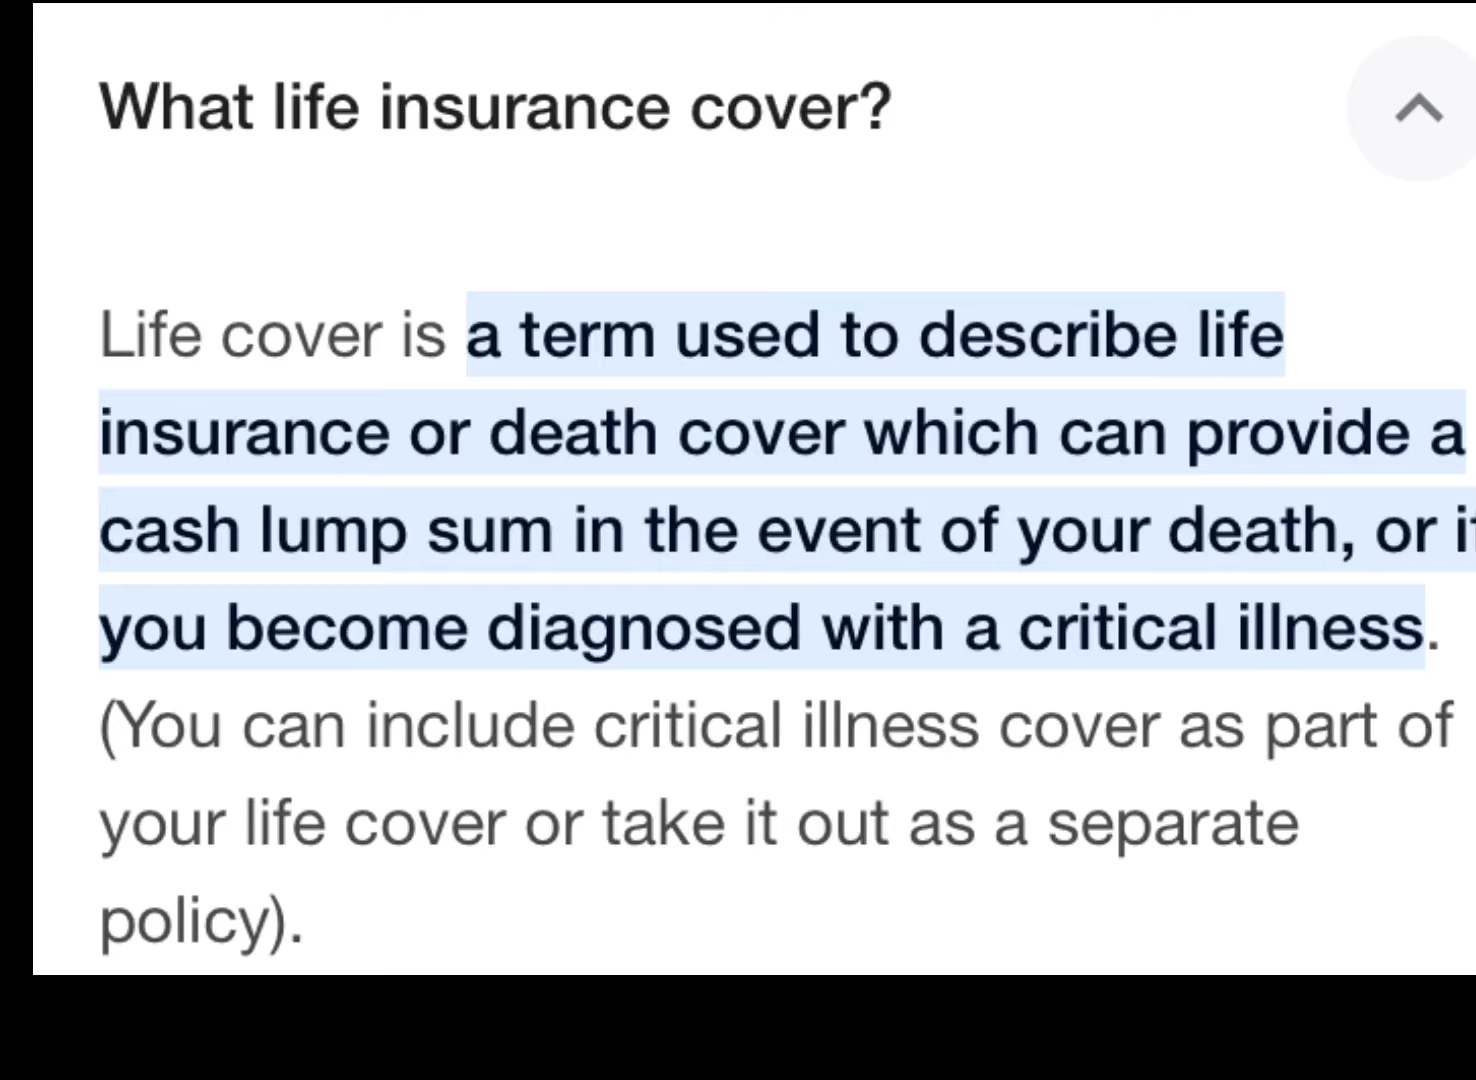 What life insurance cover?
Life cover is a term used to describe life
insurance or death cover which can provide a
cash lump sum in the event of your death, or if
you become diagnosed with a critical illness.
(You can include critical illness cover as part of
your life cover or take it out as a separate
policy).